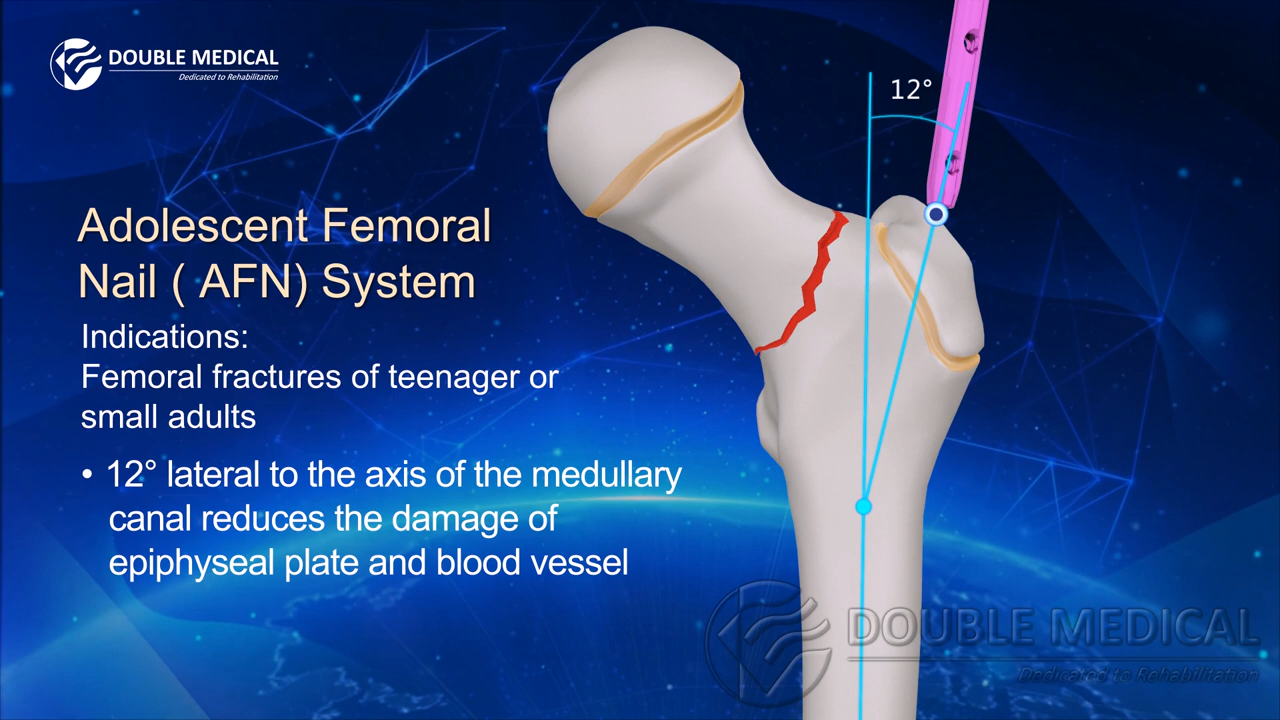 DOUBLE MEDICAL
Dedicated to Rehabilitation
12°
Adolescent Femoral
Nail ( AFN) System
Indications:
Femoral fractures of teenager or
small adults
• 12° lateral to the axis of the medullary
canal reduces the damage of
epiphyseal plate and blood vessel
DOUBLE MEDICAL
Dedicated to Rehabilitation